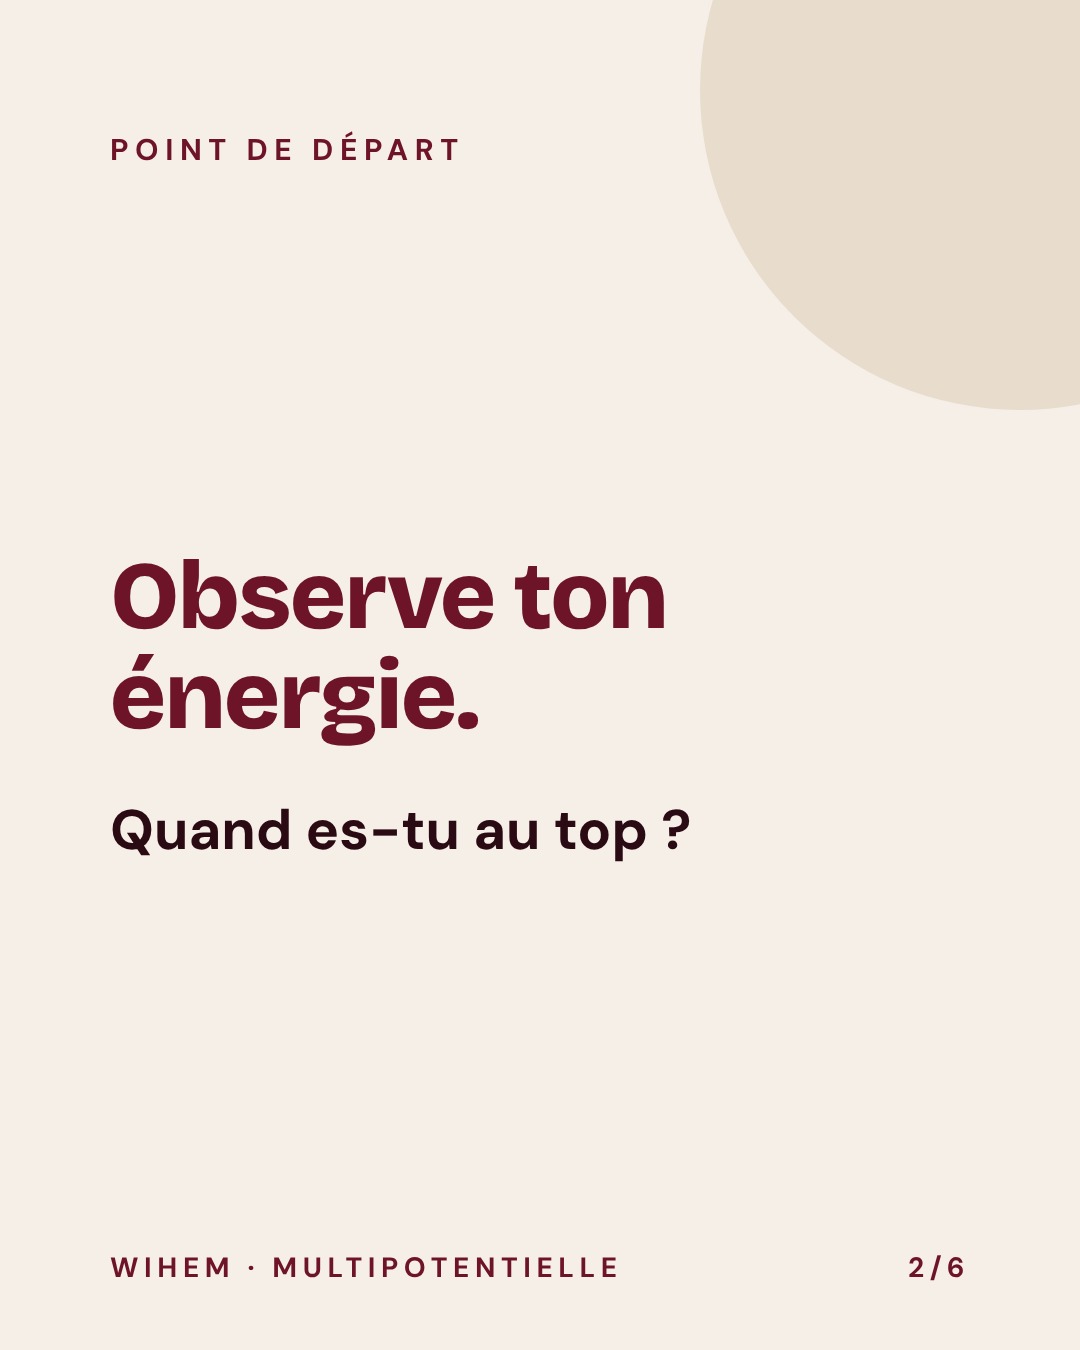 POINT DE DÉPART
Observe ton
énergie.
Quand es-tu au top ?
WIHEM · MULTIPOTENTIELLE
2/6